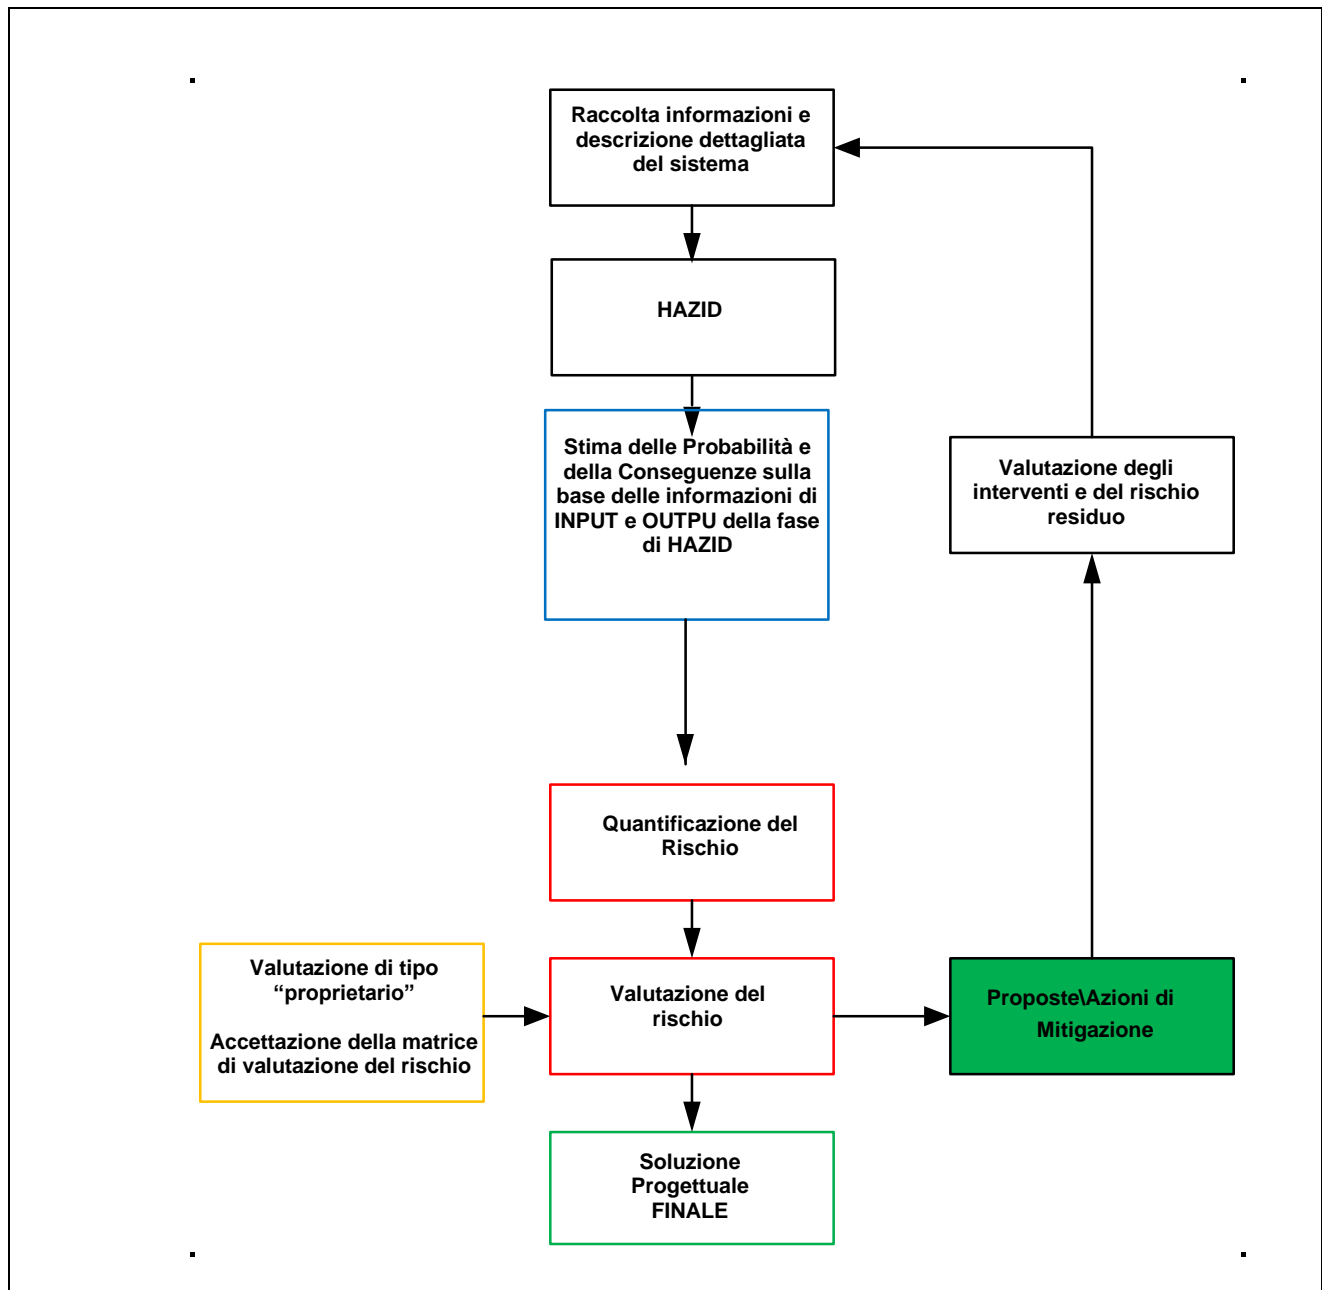 Raccolta informazioni e
descrizione dettagliata
del sistema
HAZID
Stima delle Probabilità e
della Conseguenze sulla
base delle informazioni di
INPUT e OUTPU della fase
di HAZID
Valutazione degli
interventi e del rischio
residuo
Quantificazione del
Rischio
Valutazione di tipo
“proprietario”
Accettazione della matrice
di valutazione del rischio
Valutazione del
rischio
Proposte\Azioni di
Mitigazione
Soluzione
Progettuale
FINALE